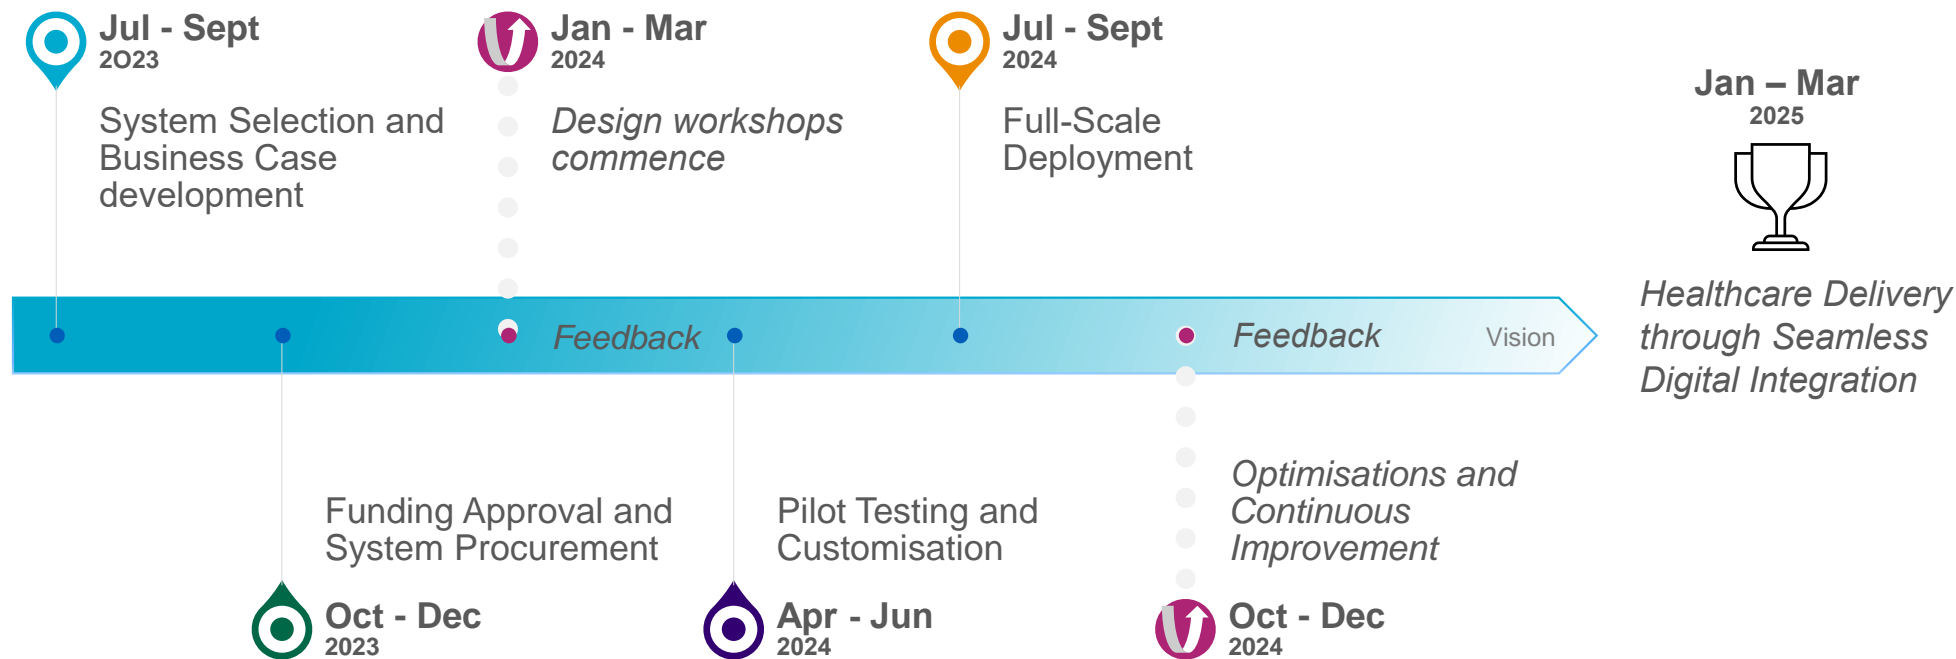 Jul - Sept
2O23
System Selection and
Business Case
development
Jan - Mar
2024
Design workshops
commence
Jul - Sept
2024
Full-Scale
Deployment
Jan – Mar
2025
Healthcare Delivery
through Seamless
Digital Integration
Feedback
Feedback
Vision
Funding Approval and
System Procurement
Oct - Dec
2023
Pilot Testing and
Customisation
Apr - Jun
2024
Optimisations and
Continuous
Improvement
Oct - Dec
2024